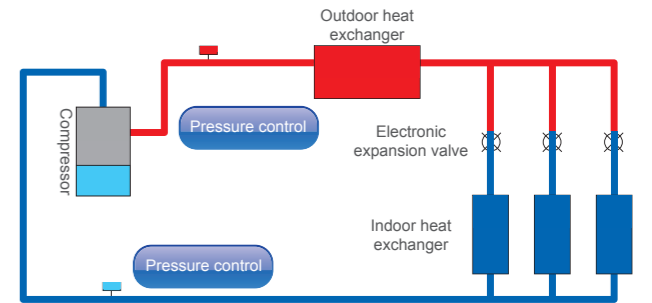 Outdoor heat
exchanger
Compressor
Pressure control
Electronic
expansion valve
Indoor heat
exchanger
Pressure control